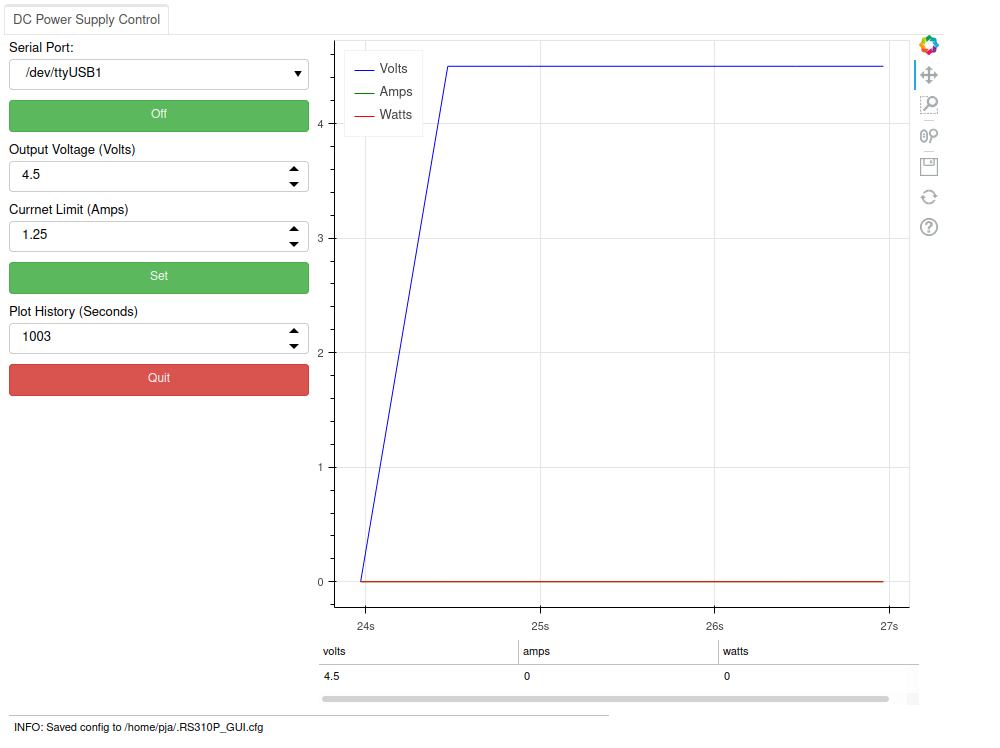 DC Power Supply Control
Serial Port:
/dev/ttyUSB1
Off
Output Voltage (Volts)
4.5
Currnet Limit (Amps)
1.25
Set
Plot History (Seconds)
1003
Quit
Volts
Amps
Watts
4
3
2
1
0
24s 25s 26s 27s
volts amps watts
4.5 0 0
INFO: Saved config to /home/pja/.RS310P_GUI.cfg